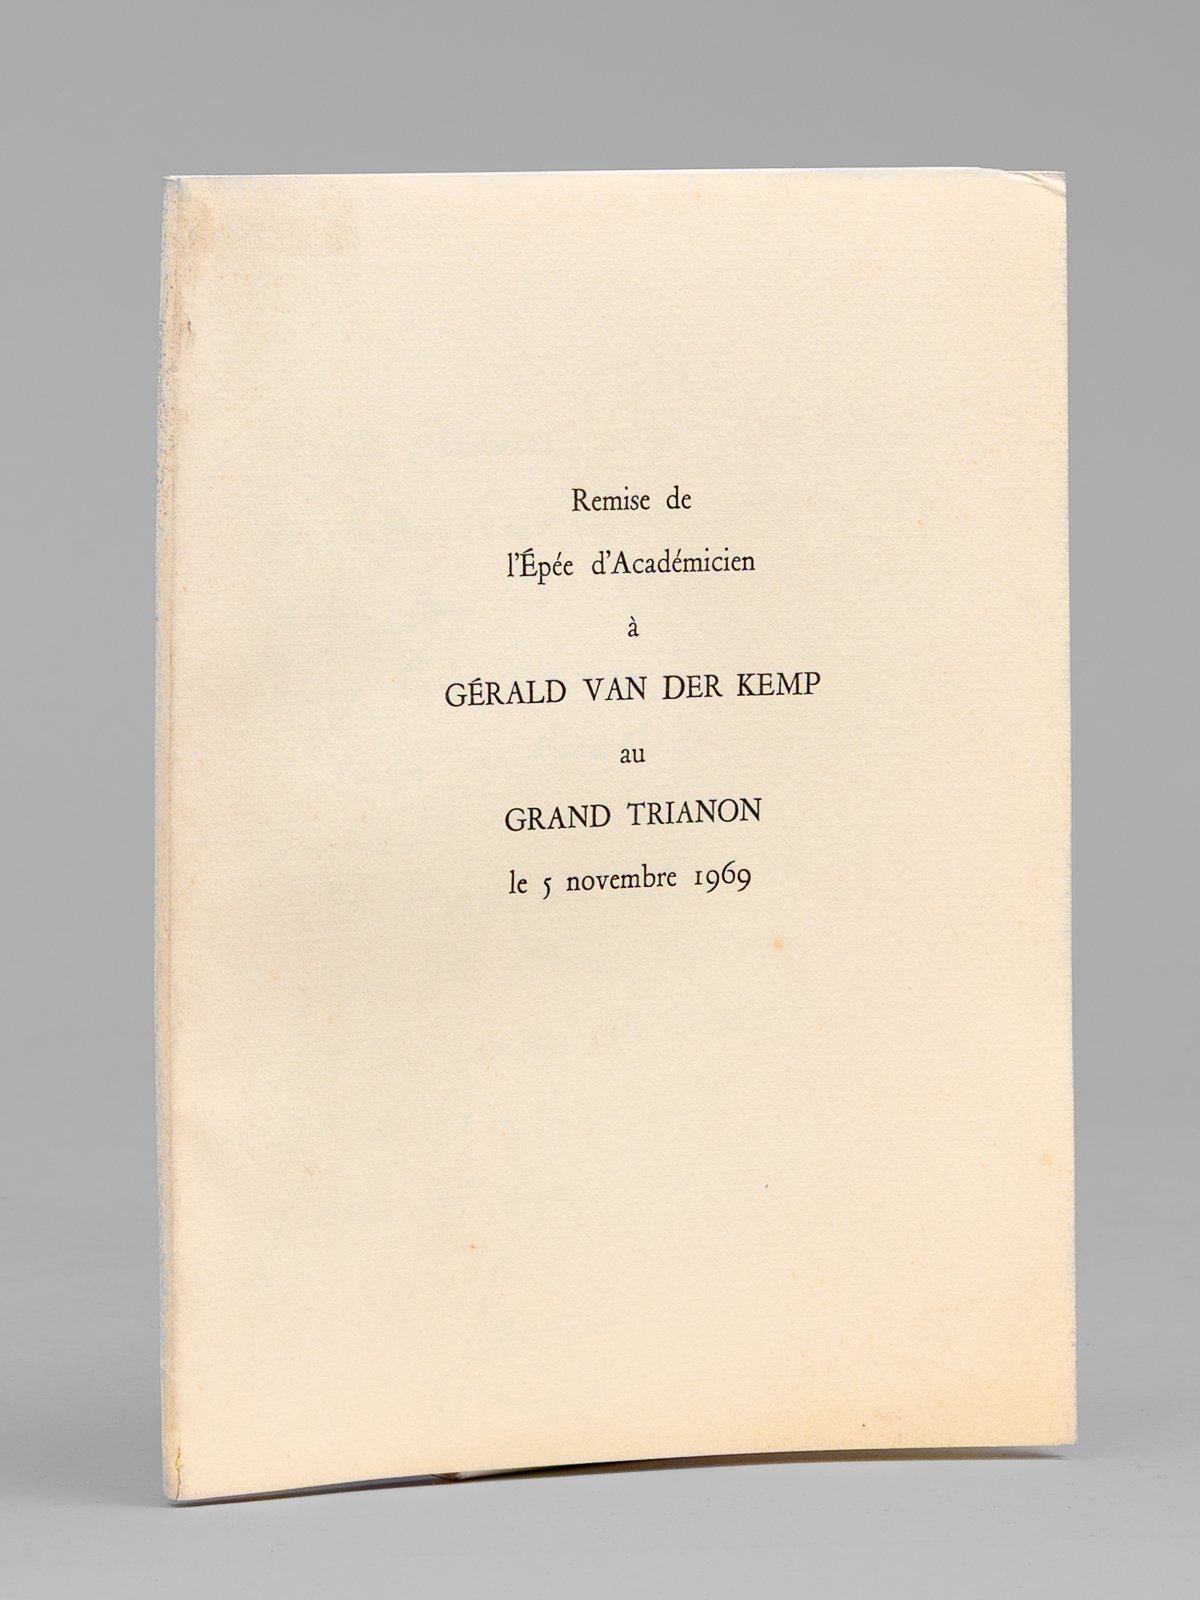 Remise de
l'Épée d'Académicien
à
GÉRALD VAN DER KEMP
au
GRAND TRIANON
le 5 novembre 1969